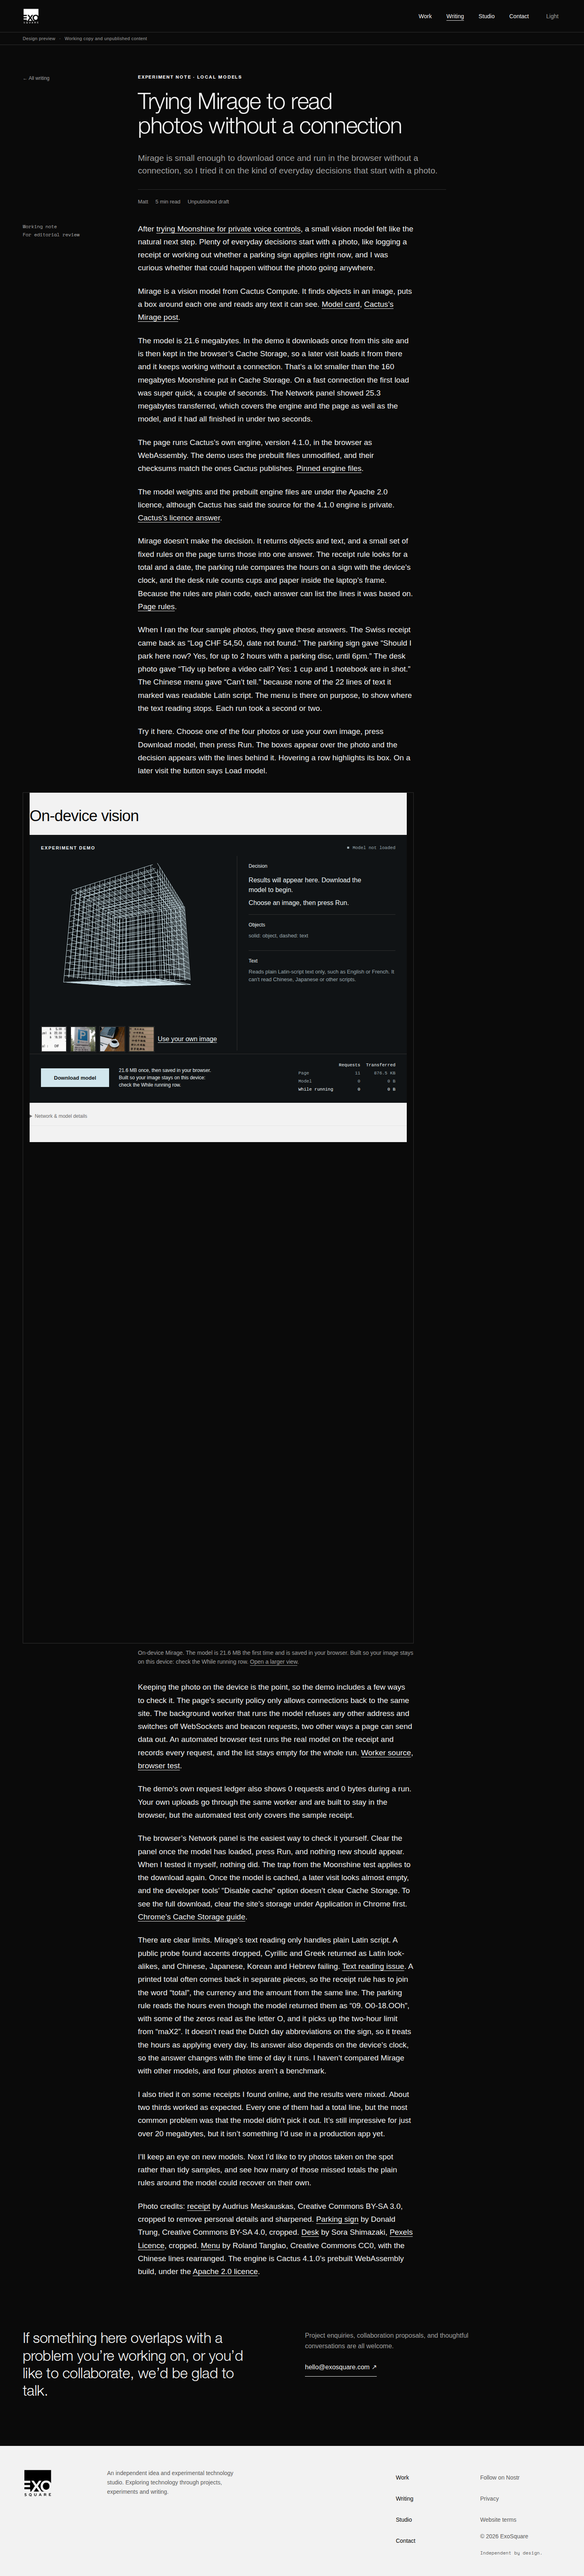 EXO
SQUARE
Work
Writing
Studio
Contact
Light
Design preview · Working copy and unpublished content
← All writing
EXPERIMENT NOTE · LOCAL MODELS
Trying Mirage to read
photos without a connection
Mirage is small enough to download once and run in the browser without a
connection, so I tried it on the kind of everyday decisions that start with a photo.
Matt
5 min read
Unpublished draft
Working note
For editorial review
After trying Moonshine for private voice controls, a small vision model felt like the
natural next step. Plenty of everyday decisions start with a photo, like logging a
receipt or working out whether a parking sign applies right now, and I was
curious whether that could happen without the photo going anywhere.
Mirage is a vision model from Cactus Compute. It finds objects in an image, puts
a box around each one and reads any text it can see. Model card, Cactus’s
Mirage post.
The model is 21.6 megabytes. In the demo it downloads once from this site and
is then kept in the browser’s Cache Storage, so a later visit loads it from there
and it keeps working without a connection. That’s a lot smaller than the 160
megabytes Moonshine put in Cache Storage. On a fast connection the first load
was super quick, a couple of seconds. The Network panel showed 25.3
megabytes transferred, which covers the engine and the page as well as the
model, and it had all finished in under two seconds.
The page runs Cactus’s own engine, version 4.1.0, in the browser as
WebAssembly. The demo uses the prebuilt files unmodified, and their
checksums match the ones Cactus publishes. Pinned engine files.
The model weights and the prebuilt engine files are under the Apache 2.0
licence, although Cactus has said the source for the 4.1.0 engine is private.
Cactus’s licence answer.
Mirage doesn’t make the decision. It returns objects and text, and a small set of
fixed rules on the page turns those into one answer. The receipt rule looks for a
total and a date, the parking rule compares the hours on a sign with the device’s
clock, and the desk rule counts cups and paper inside the laptop’s frame.
Because the rules are plain code, each answer can list the lines it was based on.
Page rules.
When I ran the four sample photos, they gave these answers. The Swiss receipt
came back as “Log CHF 54,50, date not found.” The parking sign gave “Should I
park here now? Yes, for up to 2 hours with a parking disc, until 6pm.” The desk
photo gave “Tidy up before a video call? Yes: 1 cup and 1 notebook are in shot.”
The Chinese menu gave “Can’t tell.” because none of the 22 lines of text it
marked was readable Latin script. The menu is there on purpose, to show where
the text reading stops. Each run took a second or two.
Try it here. Choose one of the four photos or use your own image, press
Download model, then press Run. The boxes appear over the photo and the
decision appears with the lines behind it. Hovering a row highlights its box. On a
later visit the button says Load model.
On-device vision
EXPERIMENT DEMO
Model not loaded
Decision
Results will appear here. Download the
model to begin.
Choose an image, then press Run.
Objects
solid: object, dashed: text
Text
Reads plain Latin-script text only, such as English or French. It
can't read Chinese, Japanese or other scripts.
Use your own image
Download model
21.6 MB once, then saved in your browser.
Built so your image stays on this device:
check the While running row.
Requests Transferred
Page 11 876.5 KB
Model 0 0 B
While running 0 0 B
Network & model details
On-device Mirage. The model is 21.6 MB the first time and is saved in your browser. Built so your image stays
on this device: check the While running row. Open a larger view.
Keeping the photo on the device is the point, so the demo includes a few ways
to check it. The page’s security policy only allows connections back to the same
site. The background worker that runs the model refuses any other address and
switches off WebSockets and beacon requests, two other ways a page can send
data out. An automated browser test runs the real model on the receipt and
records every request, and the list stays empty for the whole run. Worker source,
browser test.
The demo’s own request ledger also shows 0 requests and 0 bytes during a run.
Your own uploads go through the same worker and are built to stay in the
browser, but the automated test only covers the sample receipt.
The browser’s Network panel is the easiest way to check it yourself. Clear the
panel once the model has loaded, press Run, and nothing new should appear.
When I tested it myself, nothing did. The trap from the Moonshine test applies to
the download again. Once the model is cached, a later visit looks almost empty,
and the developer tools’ “Disable cache” option doesn’t clear Cache Storage. To
see the full download, clear the site’s storage under Application in Chrome first.
Chrome’s Cache Storage guide.
There are clear limits. Mirage’s text reading only handles plain Latin script. A
public probe found accents dropped, Cyrillic and Greek returned as Latin look-
alikes, and Chinese, Japanese, Korean and Hebrew failing. Text reading issue. A
printed total often comes back in separate pieces, so the receipt rule has to join
the word “total”, the currency and the amount from the same line. The parking
rule reads the hours even though the model returned them as “09. O0-18.OOh”,
with some of the zeros read as the letter O, and it picks up the two-hour limit
from “maX2”. It doesn’t read the Dutch day abbreviations on the sign, so it treats
the hours as applying every day. Its answer also depends on the device’s clock,
so the answer changes with the time of day it runs. I haven’t compared Mirage
with other models, and four photos aren’t a benchmark.
I also tried it on some receipts I found online, and the results were mixed. About
two thirds worked as expected. Every one of them had a total line, but the most
common problem was that the model didn’t pick it out. It’s still impressive for just
over 20 megabytes, but it isn’t something I’d use in a production app yet.
I’ll keep an eye on new models. Next I’d like to try photos taken on the spot
rather than tidy samples, and see how many of those missed totals the plain
rules around the model could recover on their own.
Photo credits: receipt by Audrius Meskauskas, Creative Commons BY-SA 3.0,
cropped to remove personal details and sharpened. Parking sign by Donald
Trung, Creative Commons BY-SA 4.0, cropped. Desk by Sora Shimazaki, Pexels
Licence, cropped. Menu by Roland Tanglao, Creative Commons CC0, with the
Chinese lines rearranged. The engine is Cactus 4.1.0’s prebuilt WebAssembly
build, under the Apache 2.0 licence.
If something here overlaps with a
problem you’re working on, or you’d
like to collaborate, we’d be glad to
talk.
Project enquiries, collaboration proposals, and thoughtful
conversations are all welcome.
hello@exosquare.com ↗
EXO
SQUARE
An independent idea and experimental technology
studio. Exploring technology through projects,
experiments and writing.
Work
Writing
Studio
Contact
Follow on Nostr
Privacy
Website terms
© 2026 ExoSquare
Independent by design.